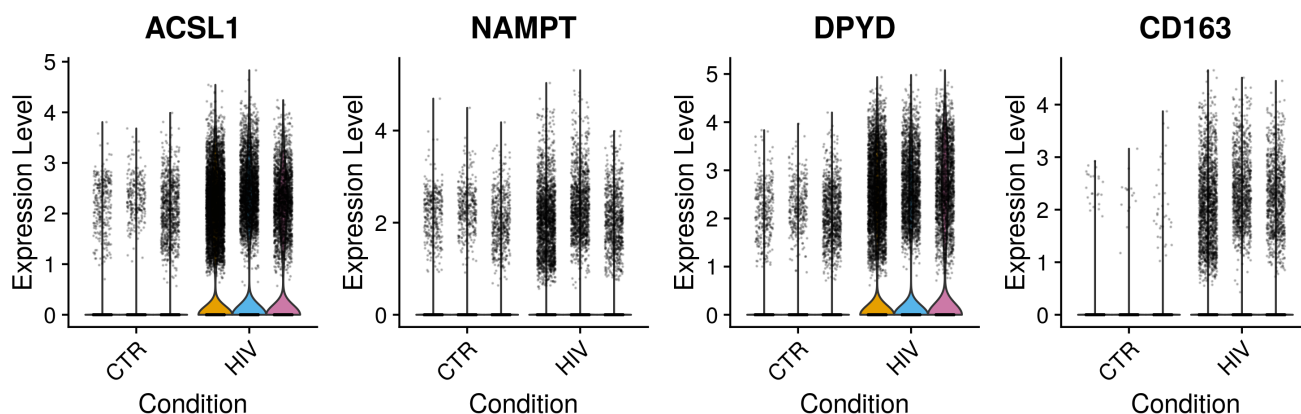 ACSL1
Expression Level
5
4
3
2
1
0
CTR
HIV
Condition
NAMPT
Expression Level
4
2
0
CTR
HIV
Condition
DPYD
Expression Level
5
4
3
2
1
0
CTR
HIV
Condition
CD163
Expression Level
4
3
2
1
0
CTR
HIV
Condition